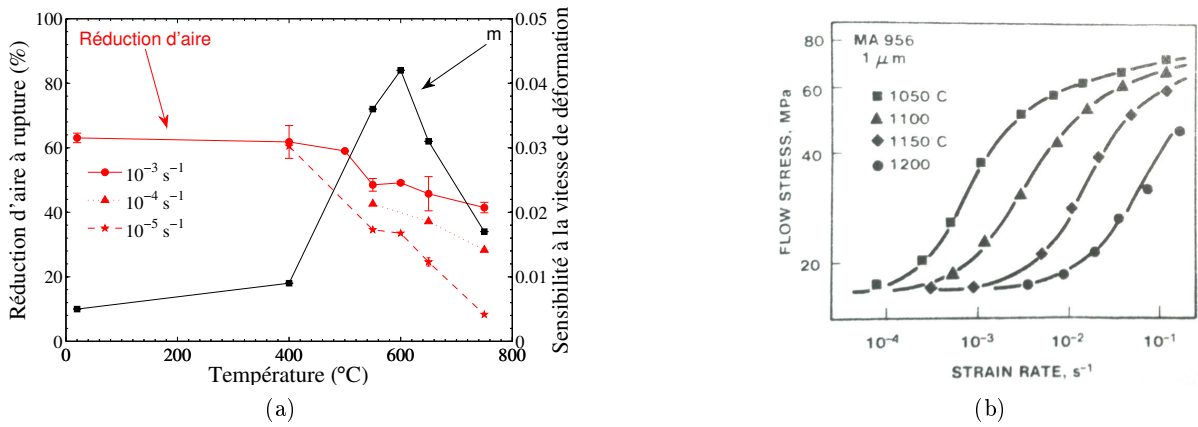 Réduction d'aire à rupture (%)
100
80
60
40
20
0
Réduction d'aire
m
10⁻³ s⁻¹
10⁻⁴ s⁻¹
10⁻⁵ s⁻¹
0.05
0.04
0.03
0.02
0.01
0
Sensibilité à la vitesse de déformation
0 200 400 600 800
Température (°C)
(a)
FLOW STRESS, MPa
80
60
40
20
MA 956
1 μm
1050 C
1100
1150 C
1200
10⁻⁴ 10⁻³ 10⁻² 10⁻¹
STRAIN RATE, s⁻¹
(b)